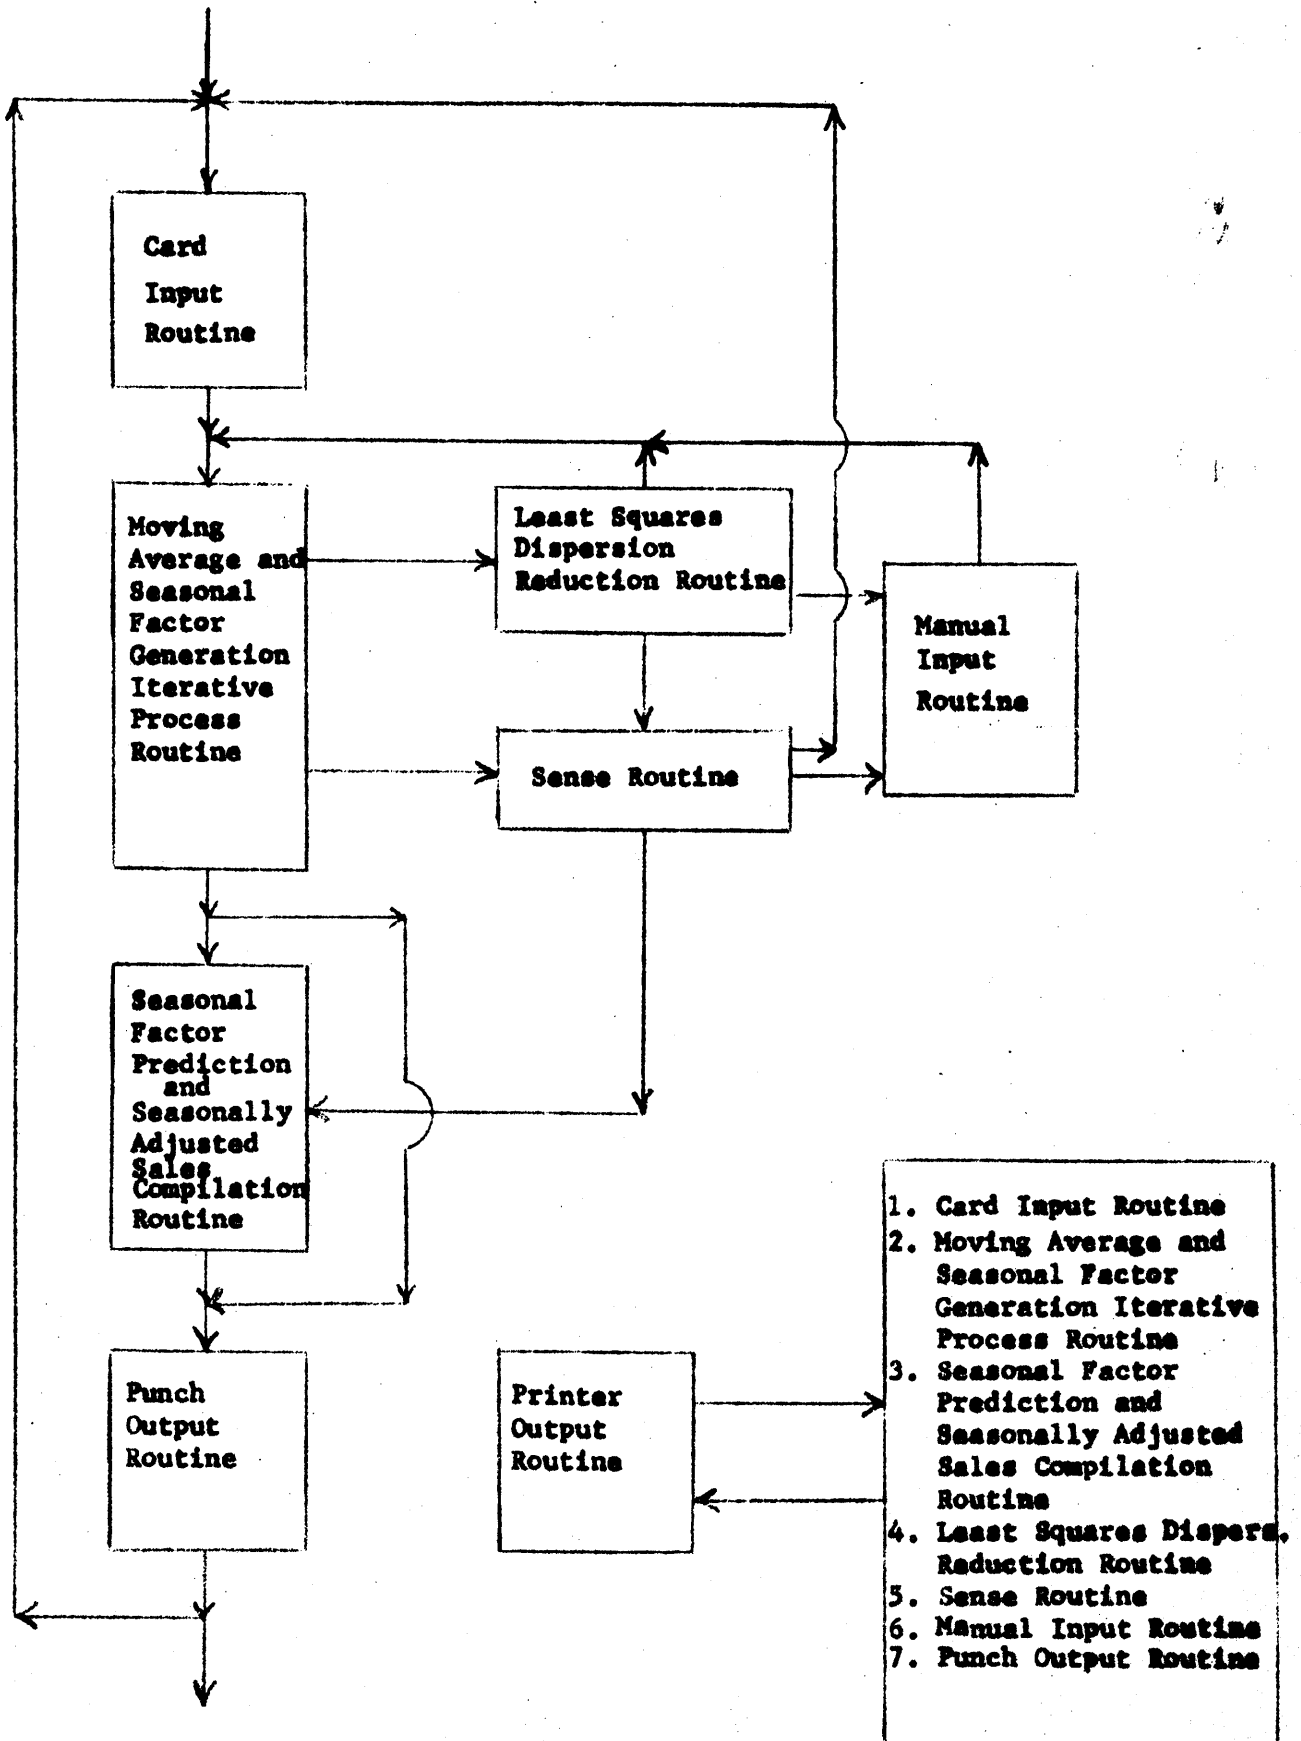 Card
Input
Routine
Moving
Average and
Seasonal
Factor
Generation
Iterative
Process
Routine
Least Squares
Dispersion
Reduction Routine
Manual
Input
Routine
Sense Routine
Seasonal
Factor
Prediction
and
Seasonally
Adjusted
Sales
Compilation
Routine
Punch
Output
Routine
Printer
Output
Routine
1. Card Input Routine
2. Moving Average and
Seasonal Factor
Generation Iterative
Process Routine
3. Seasonal Factor
Prediction and
Seasonally Adjusted
Sales Compilation
Routine
4. Least Squares Dispers.
Reduction Routine
5. Sense Routine
6. Manual Input Routine
7. Punch Output Routine